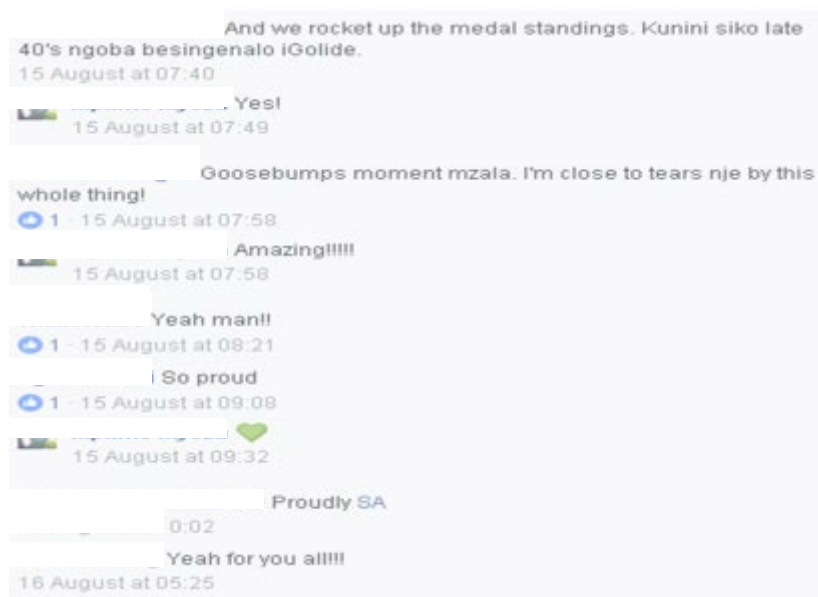 And we rocket up the medal standings. Kunini siko late
40's ngoba besingenalo iGolide.
15 August at 07:40
Yes!
15 August at 07:49
Goosebumps moment mzala. I'm close to tears nje by this
whole thing!
1 · 15 August at 07:58
Amazing!!!!!
15 August at 07:58
Yeah man!!
1 · 15 August at 08:21
So proud
1 · 15 August at 09:08
15 August at 09:32
Proudly SA
0:02
Yeah for you all!!!
16 August at 05:25